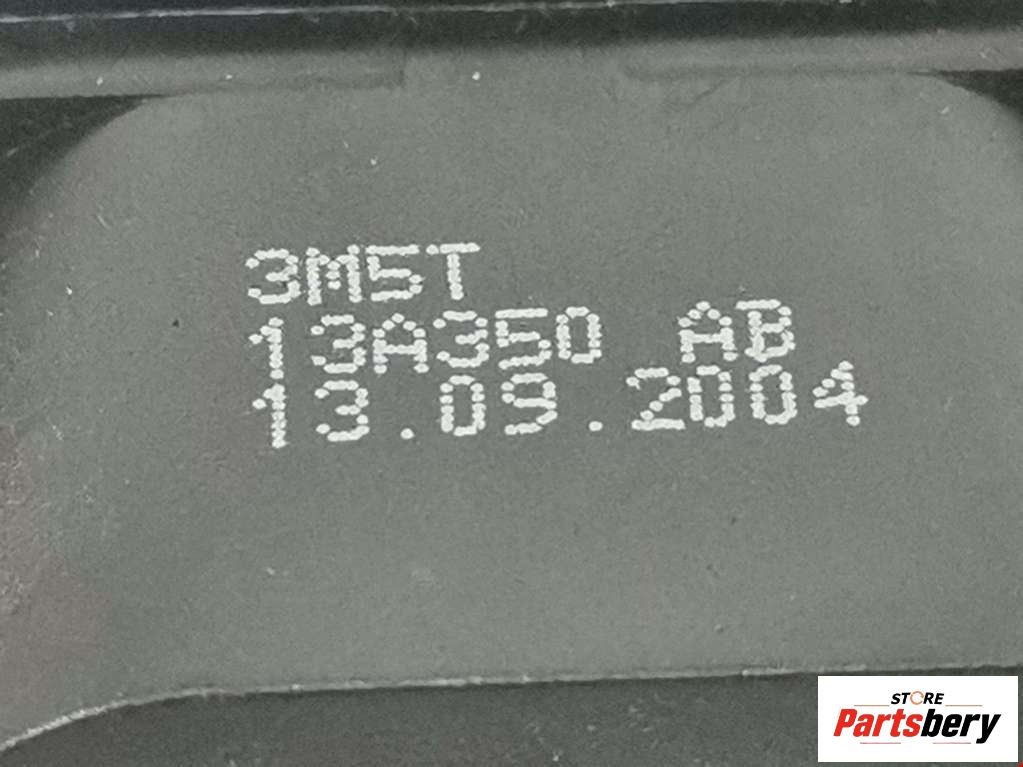 3M5T
13A350 AB
13.09.2004
STORE
Partsbery